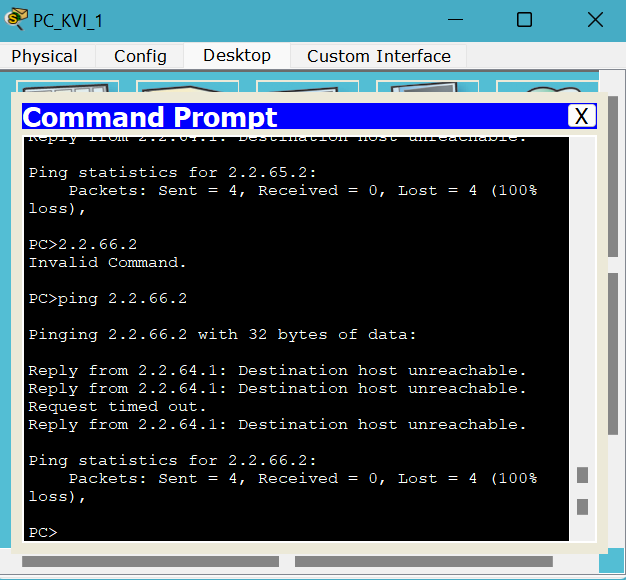 PC_KVI_1
Physical Config Desktop Custom Interface
Command Prompt X
Reply from 2.2.64.1: Destination host unreachable.
Ping statistics for 2.2.65.2:
Packets: Sent = 4, Received = 0, Lost = 4 (100%
loss),
PC>2.2.66.2
Invalid Command.
PC>ping 2.2.66.2
Pinging 2.2.66.2 with 32 bytes of data:
Reply from 2.2.64.1: Destination host unreachable.
Reply from 2.2.64.1: Destination host unreachable.
Request timed out.
Reply from 2.2.64.1: Destination host unreachable.
Ping statistics for 2.2.66.2:
Packets: Sent = 4, Received = 0, Lost = 4 (100%
loss),
PC>